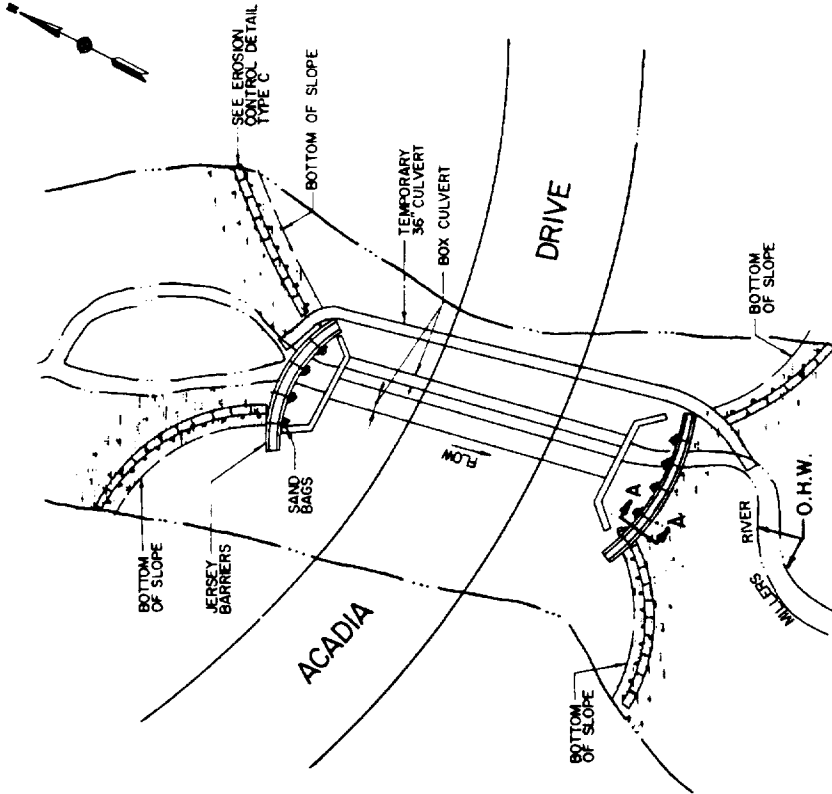 SEE EROSION
CONTROL DETAIL
TYPE C
BOTTOM OF SLOPE
TEMPORARY
36" CULVERT
BOX CULVERT
DRIVE
BOTTOM
OF SLOPE
BOTTOM
OF SLOPE
JERSEY
BARRIERS
SAND
BAGS
FLOW
ACADIA
A
A
RIVER
O.H.W.
MILLERS
BOTTOM
OF SLOPE